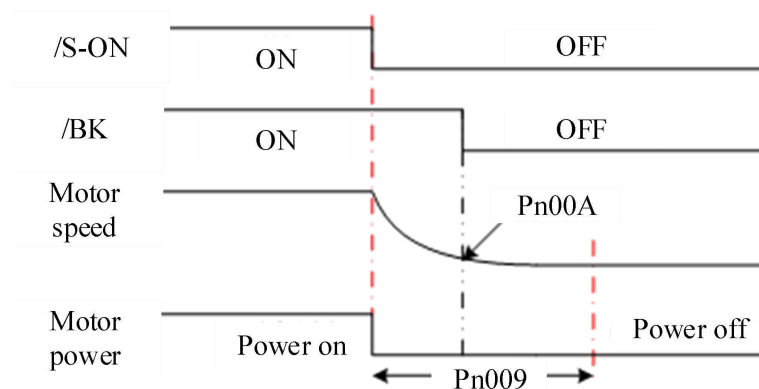 /S-ON
ON
OFF
/BK
ON
OFF
Motor
speed
Pn00A
Motor
power
Power on
Power off
Pn009